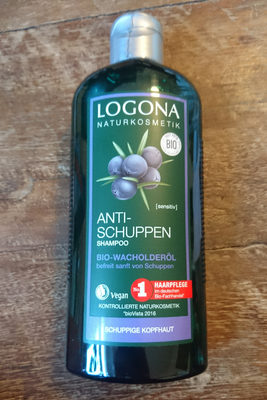 LOGONA
NATURKOSMETIK
BIO
[sensitiv]
ANTI-
SCHUPPEN
SHAMPOO
BIO-WACHOLDERÖL
befreit sanft von Schuppen
Vegan
No 1
HAARPFLEGE
im deutschen
Bio-Fachhandel*
KONTROLLIERTE NATURKOSMETIK
*bioVista 2016
SCHUPPIGE KOPFHAUT